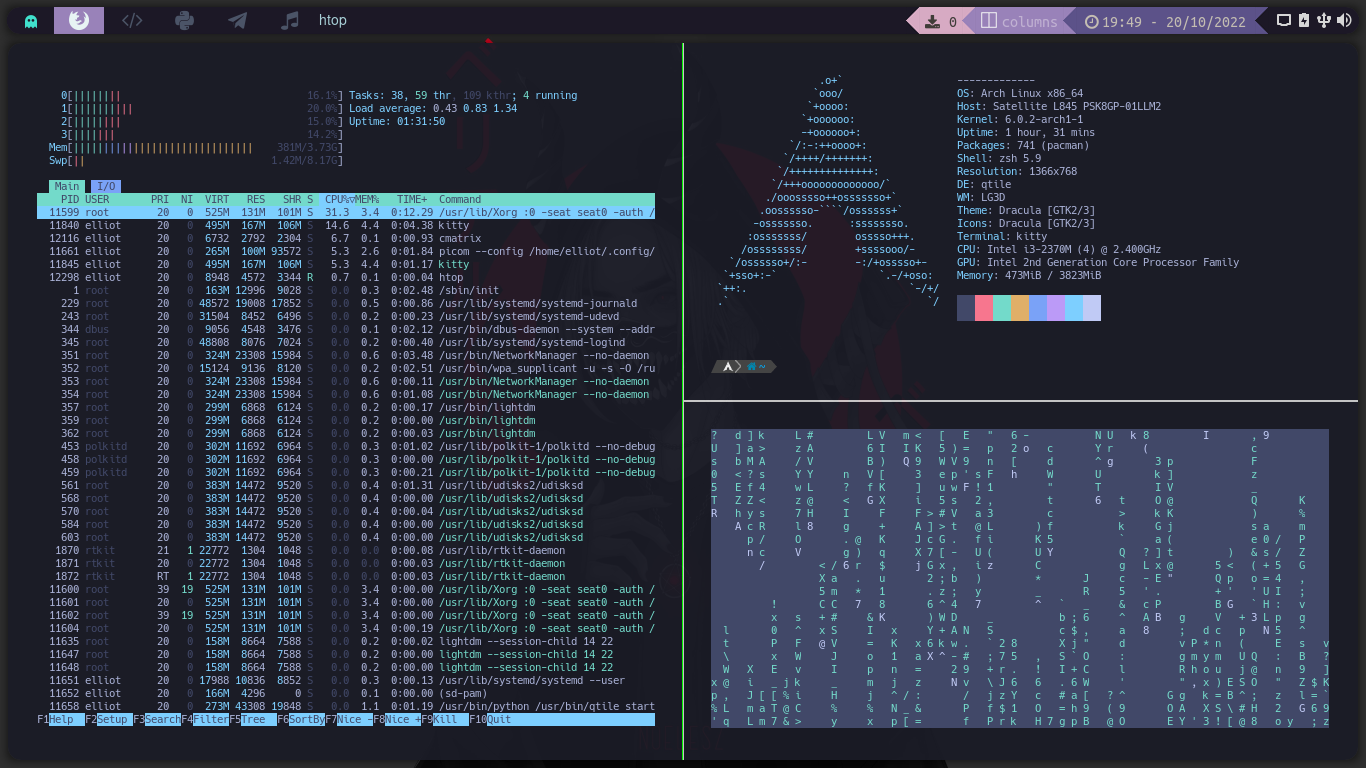 htop
0
columns
19:49 - 20/10/2022
0[|||||||| 16.1%] Tasks: 38, 59 thr, 109 kthr; 4 running
1[|||||||||| 20.0%] Load average: 0.43 0.83 1.34
2[|||||||| 15.0%] Uptime: 01:31:50
3[||||||| 14.2%]
Mem[|||||||||||||||||||||||||||||| 381M/3.73G]
Swp[|| 1.42M/8.17G]
Main I/O
PID USER PRI NI VIRT RES SHR S CPU%▽MEM% TIME+ Command
11599 root 20 0 525M 131M 101M S 31.3 3.4 0:12.29 /usr/lib/Xorg :0 -seat seat0 -auth /
11840 elliot 20 0 495M 167M 106M S 14.6 4.4 0:04.38 kitty
12116 elliot 20 0 6732 2792 2304 S 6.7 0.1 0:00.93 cmatrix
11661 elliot 20 0 265M 100M 93572 S 5.3 2.6 0:01.84 picom --config /home/elliot/.config/
11845 elliot 20 0 495M 167M 106M S 5.3 4.4 0:01.17 kitty
12298 elliot 20 0 8948 4572 3344 R 0.7 0.1 0:00.04 htop
1 root 20 0 163M 12996 9028 S 0.0 0.3 0:02.48 /sbin/init
229 root 20 0 48572 19008 17852 S 0.0 0.5 0:00.86 /usr/lib/systemd/systemd-journald
243 root 20 0 31504 8452 6496 S 0.0 0.2 0:00.23 /usr/lib/systemd/systemd-udevd
344 dbus 20 0 9056 4548 3476 S 0.0 0.1 0:02.12 /usr/bin/dbus-daemon --system --addr
345 root 20 0 48808 8076 7024 S 0.0 0.2 0:00.40 /usr/lib/systemd/systemd-logind
351 root 20 0 324M 23308 15984 S 0.0 0.6 0:03.48 /usr/bin/NetworkManager --no-daemon
352 root 20 0 15124 9136 8120 S 0.0 0.2 0:02.51 /usr/bin/wpa_supplicant -u -s -O /ru
353 root 20 0 324M 23308 15984 S 0.0 0.6 0:00.11 /usr/bin/NetworkManager --no-daemon
354 root 20 0 324M 23308 15984 S 0.0 0.6 0:01.08 /usr/bin/NetworkManager --no-daemon
357 root 20 0 299M 6868 6124 S 0.0 0.2 0:00.17 /usr/bin/lightdm
359 root 20 0 299M 6868 6124 S 0.0 0.2 0:00.00 /usr/bin/lightdm
362 root 20 0 299M 6868 6124 S 0.0 0.2 0:00.03 /usr/bin/lightdm
453 polkitd 20 0 302M 11692 6964 S 0.0 0.3 0:01.02 /usr/lib/polkit-1/polkitd --no-debug
458 polkitd 20 0 302M 11692 6964 S 0.0 0.3 0:00.00 /usr/lib/polkit-1/polkitd --no-debug
459 polkitd 20 0 302M 11692 6964 S 0.0 0.3 0:00.21 /usr/lib/polkit-1/polkitd --no-debug
561 root 20 0 383M 14472 9520 S 0.0 0.4 0:01.31 /usr/lib/udisks2/udisksd
568 root 20 0 383M 14472 9520 S 0.0 0.4 0:00.00 /usr/lib/udisks2/udisksd
570 root 20 0 383M 14472 9520 S 0.0 0.4 0:00.04 /usr/lib/udisks2/udisksd
584 root 20 0 383M 14472 9520 S 0.0 0.4 0:00.00 /usr/lib/udisks2/udisksd
603 root 20 0 383M 14472 9520 S 0.0 0.4 0:00.00 /usr/lib/udisks2/udisksd
1870 rtkit 21 1 22772 1304 1048 S 0.0 0.0 0:00.08 /usr/lib/rtkit-daemon
1871 rtkit 20 0 22772 1304 1048 S 0.0 0.0 0:00.03 /usr/lib/rtkit-daemon
1872 rtkit RT 1 22772 1304 1048 S 0.0 0.0 0:00.03 /usr/lib/rtkit-daemon
11600 root 39 19 525M 131M 101M S 0.0 3.4 0:00.00 /usr/lib/Xorg :0 -seat seat0 -auth /
11601 root 20 0 525M 131M 101M S 0.0 3.4 0:00.00 /usr/lib/Xorg :0 -seat seat0 -auth /
11602 root 39 19 525M 131M 101M S 0.0 3.4 0:00.00 /usr/lib/Xorg :0 -seat seat0 -auth /
11604 root 20 0 525M 131M 101M S 0.0 3.4 0:00.19 /usr/lib/Xorg :0 -seat seat0 -auth /
11635 root 20 0 158M 8664 7588 S 0.0 0.2 0:00.02 lightdm --session-child 14 22
11647 root 20 0 158M 8664 7588 S 0.0 0.2 0:00.00 lightdm --session-child 14 22
11648 root 20 0 158M 8664 7588 S 0.0 0.2 0:00.00 lightdm --session-child 14 22
11651 elliot 20 0 17988 10836 8852 S 0.0 0.3 0:00.13 /usr/lib/systemd/systemd --user
11652 elliot 20 0 166M 4296 0 S 0.0 0.1 0:00.00 (sd-pam)
11658 elliot 20 0 273M 43308 19848 S 0.0 1.1 0:01.19 /usr/bin/python /usr/bin/qtile start
F1Help F2Setup F3SearchF4FilterF5Tree F6SortByF7Nice -F8Nice +F9Kill F10Quit
-------------
OS: Arch Linux x86_64
Host: Satellite L845 PSK8GP-01LLM2
Kernel: 6.0.2-arch1-1
Uptime: 1 hour, 31 mins
Packages: 741 (pacman)
Shell: zsh 5.9
Resolution: 1366x768
DE: qtile
WM: LG3D
Theme: Dracula [GTK2/3]
Icons: Dracula [GTK2/3]
Terminal: kitty
CPU: Intel i3-2370M (4) @ 2.400GHz
GPU: Intel 2nd Generation Core Processor Family
Memory: 473MiB / 3823MiB
~